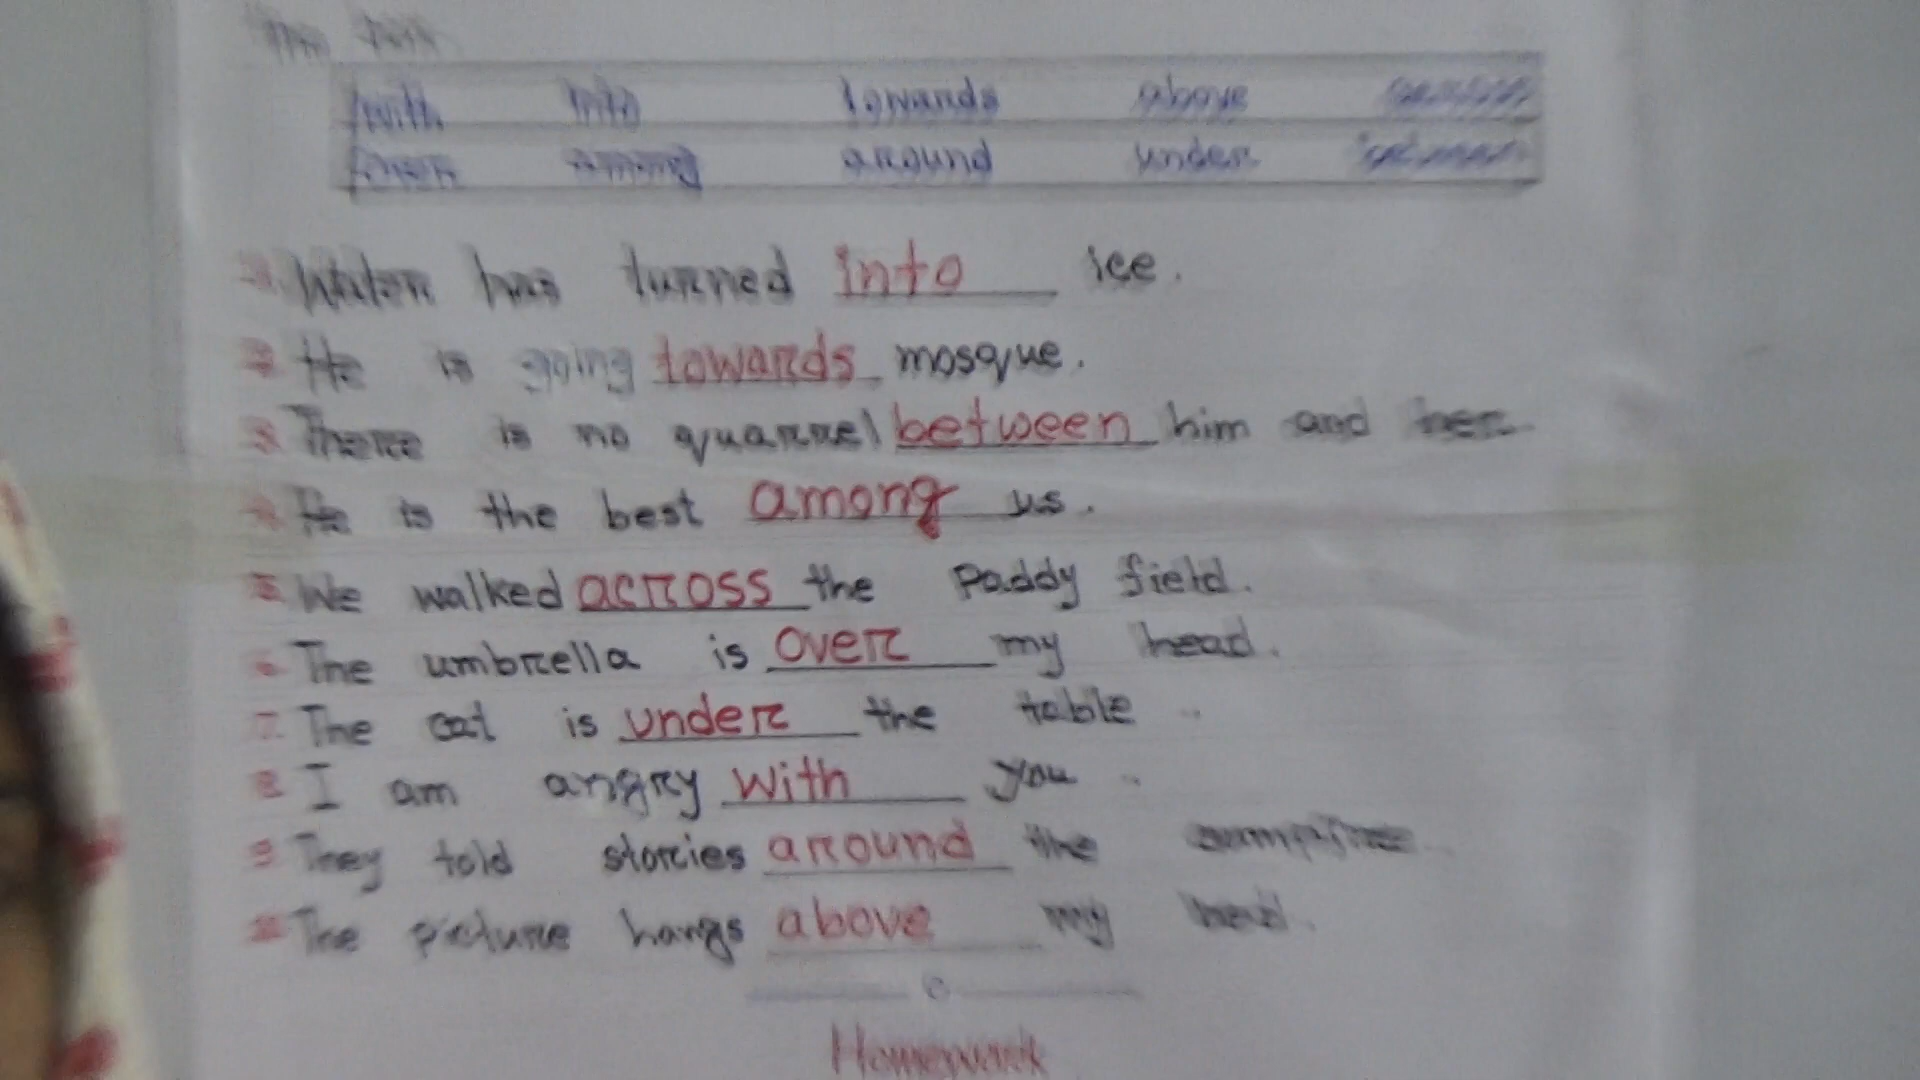 with into towards above
among around under between
1. Water has turned into ice.
2. He is going towards mosque.
3. There is no quarrel between him and her.
4. He is the best among us.
5. We walked across the Paddy field.
6. The umbrella is over my head.
7. The cat is under the table.
8. I am angry with you.
9. They told stories around the campfire.
10. The picture hangs above my bed.
Homework